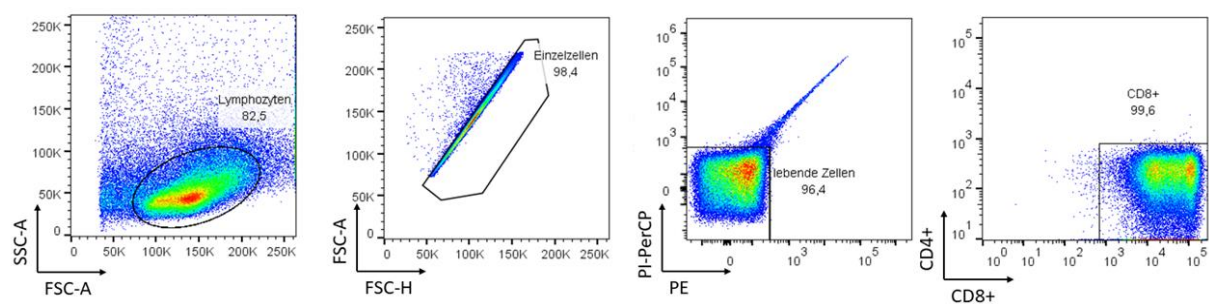 250K
200K
150K
100K
50K
0
0 50K 100K 150K 200K 250K
Lymphozyten
82,5
SSC-A
FSC-A
250K
200K
150K
100K
50K
0
0 50K 100K 150K 200K 250K
Einzelzellen
98,4
FSC-A
FSC-H
10^6
10^5
10^4
10^3
0
0 10^3 10^4 10^5
lebende Zellen
96,4
PI-PerCP
PE
10^5
10^4
10^3
10^2
10^1
10^0 10^1 10^2 10^3 10^4 10^5
CD8+
99,6
CD4+
CD8+